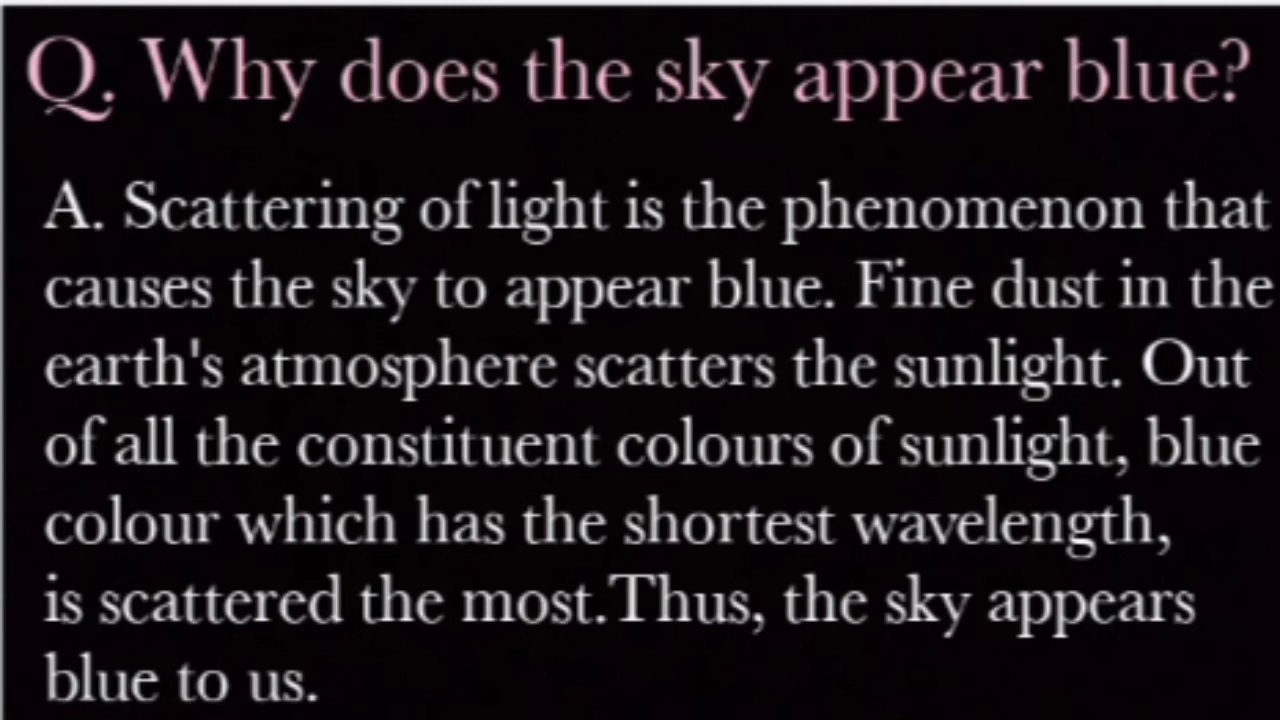 Q. Why does the sky appear blue?
A. Scattering of light is the phenomenon that
causes the sky to appear blue. Fine dust in the
earth's atmosphere scatters the sunlight. Out
of all the constituent colours of sunlight, blue
colour which has the shortest wavelength,
is scattered the most.Thus, the sky appears
blue to us.